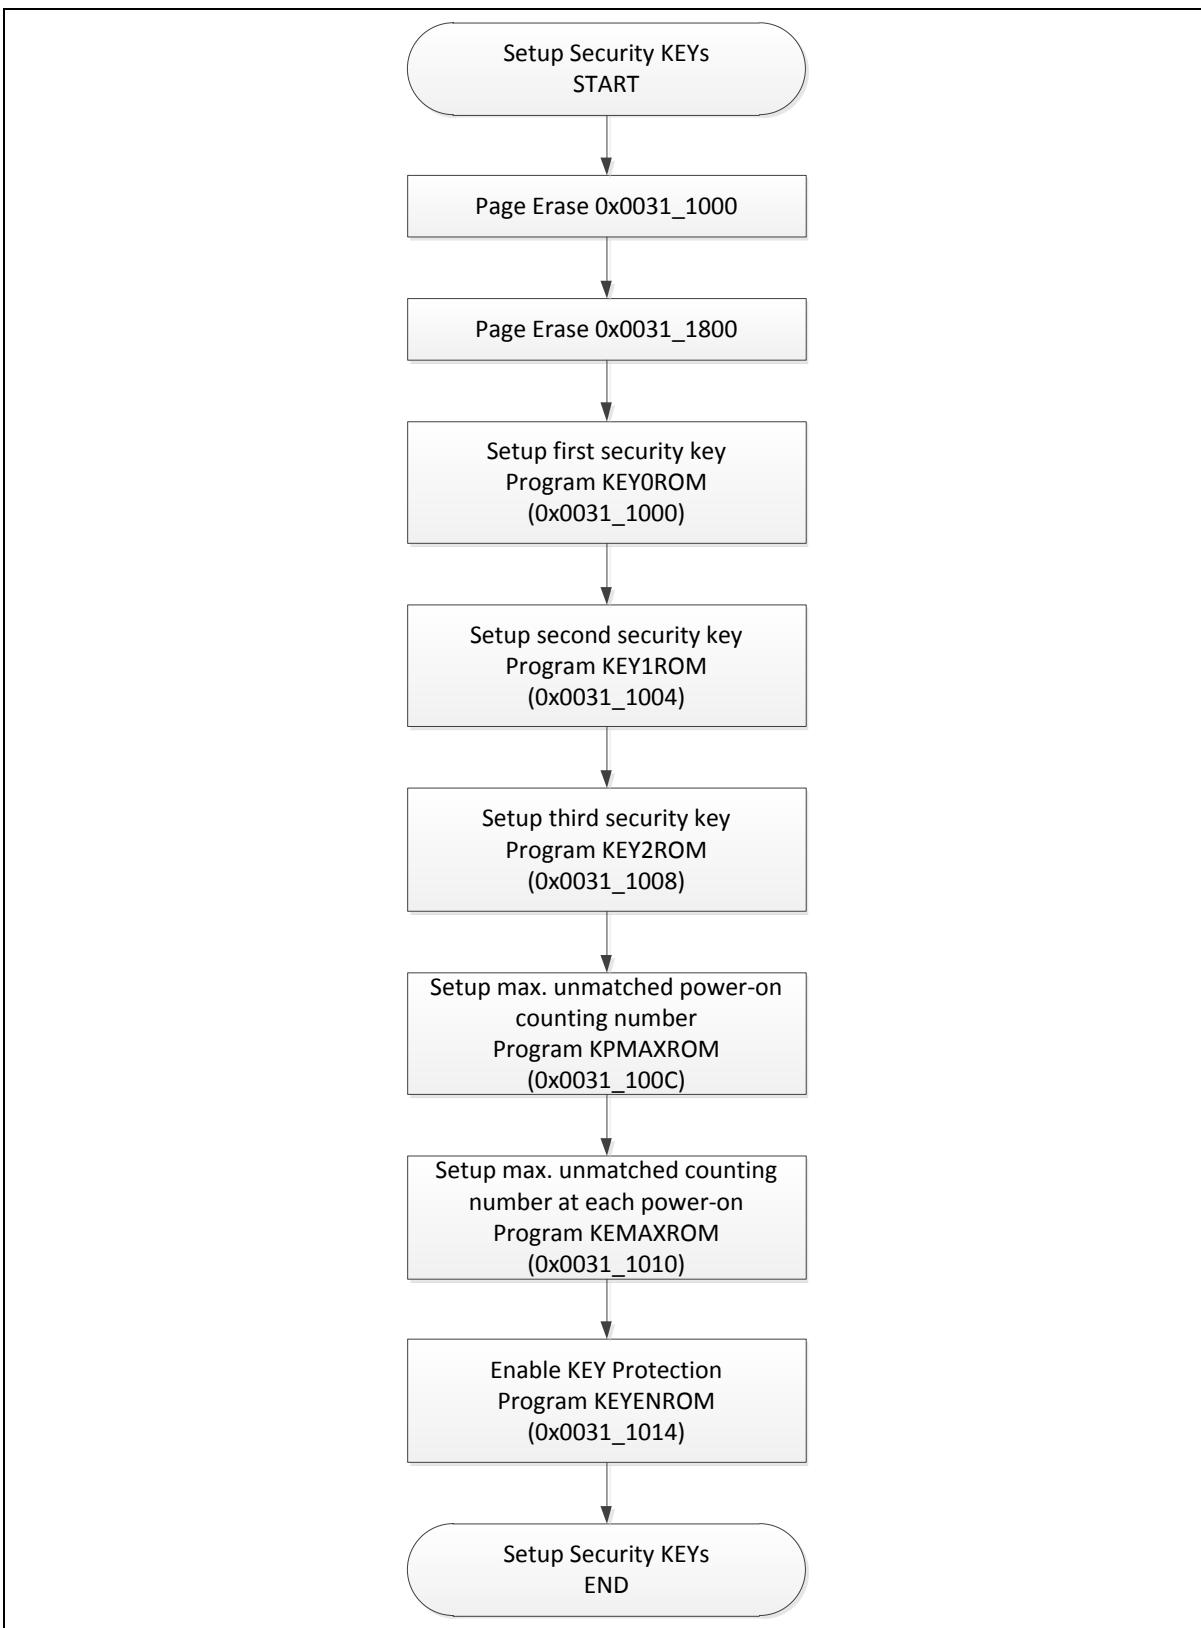 Setup Security KEYs
START
Page Erase 0x0031_1000
Page Erase 0x0031_1800
Setup first security key
Program KEY0ROM
(0x0031_1000)
Setup second security key
Program KEY1ROM
(0x0031_1004)
Setup third security key
Program KEY2ROM
(0x0031_1008)
Setup max. unmatched power-on
counting number
Program KPMAXROM
(0x0031_100C)
Setup max. unmatched counting
number at each power-on
Program KEMAXROM
(0x0031_1010)
Enable KEY Protection
Program KEYENROM
(0x0031_1014)
Setup Security KEYs
END